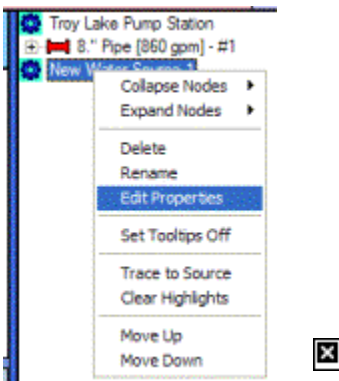 Troy Lake Pump Station
8." Pipe [860 gpm] - #1
New Water Source 1
Collapse Nodes
Expand Nodes
Delete
Rename
Edit Properties
Set Tooltips Off
Trace to Source
Clear Highlights
Move Up
Move Down